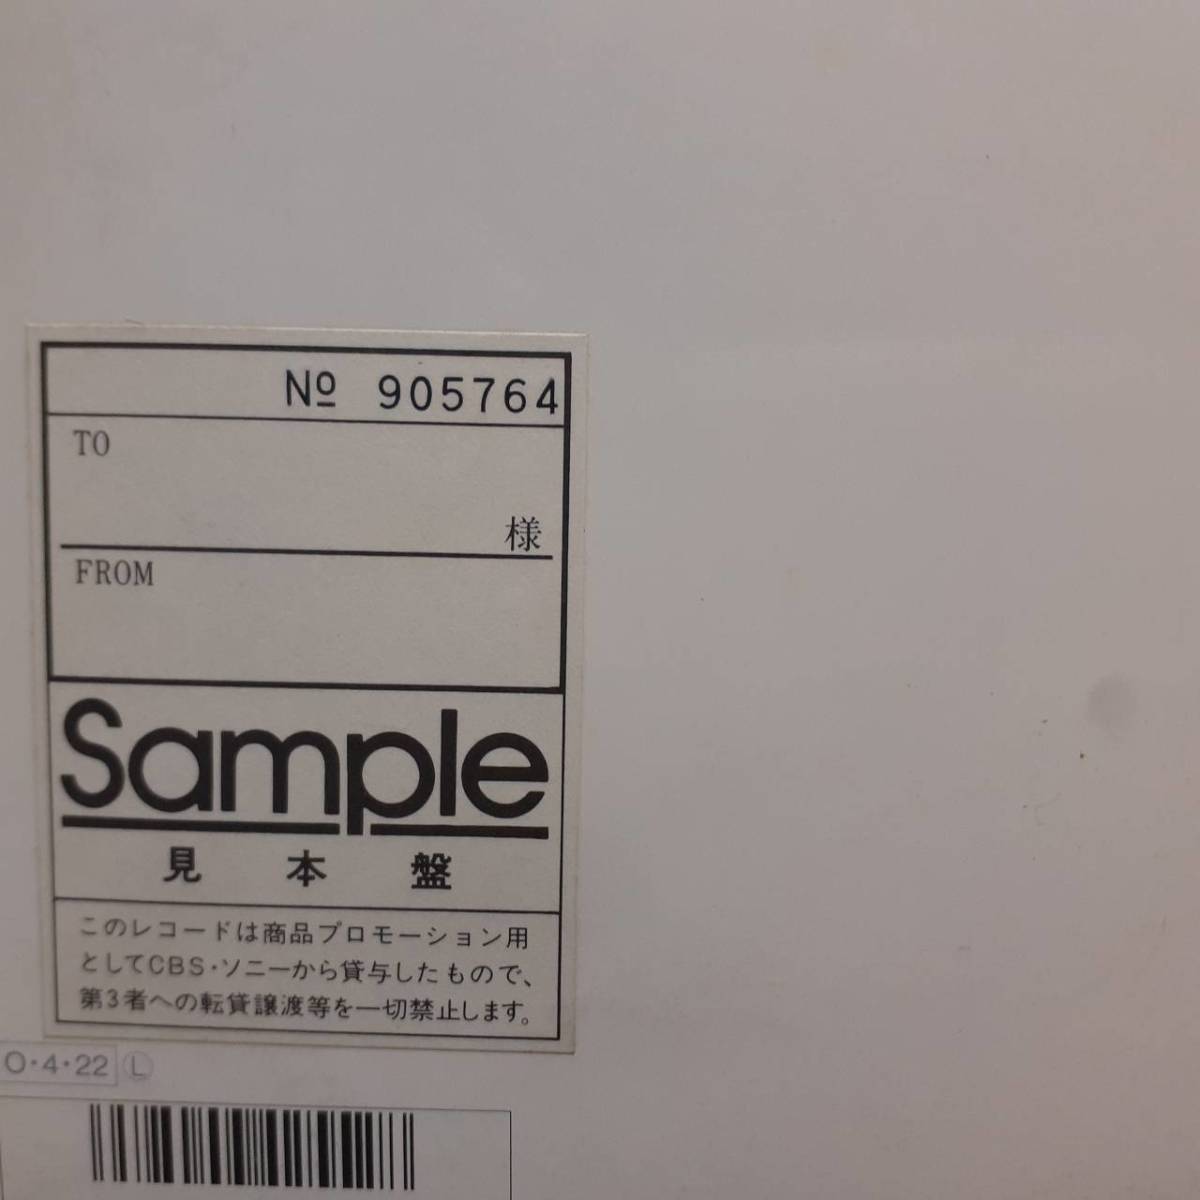 № 905764
TO
様
FROM
Sample
見本盤
このレコードは商品プロモーション用
としてCBS・ソニーから貸与したもので、
第3者への転貸譲渡等を一切禁止します。
O・4・22 Ⓛ